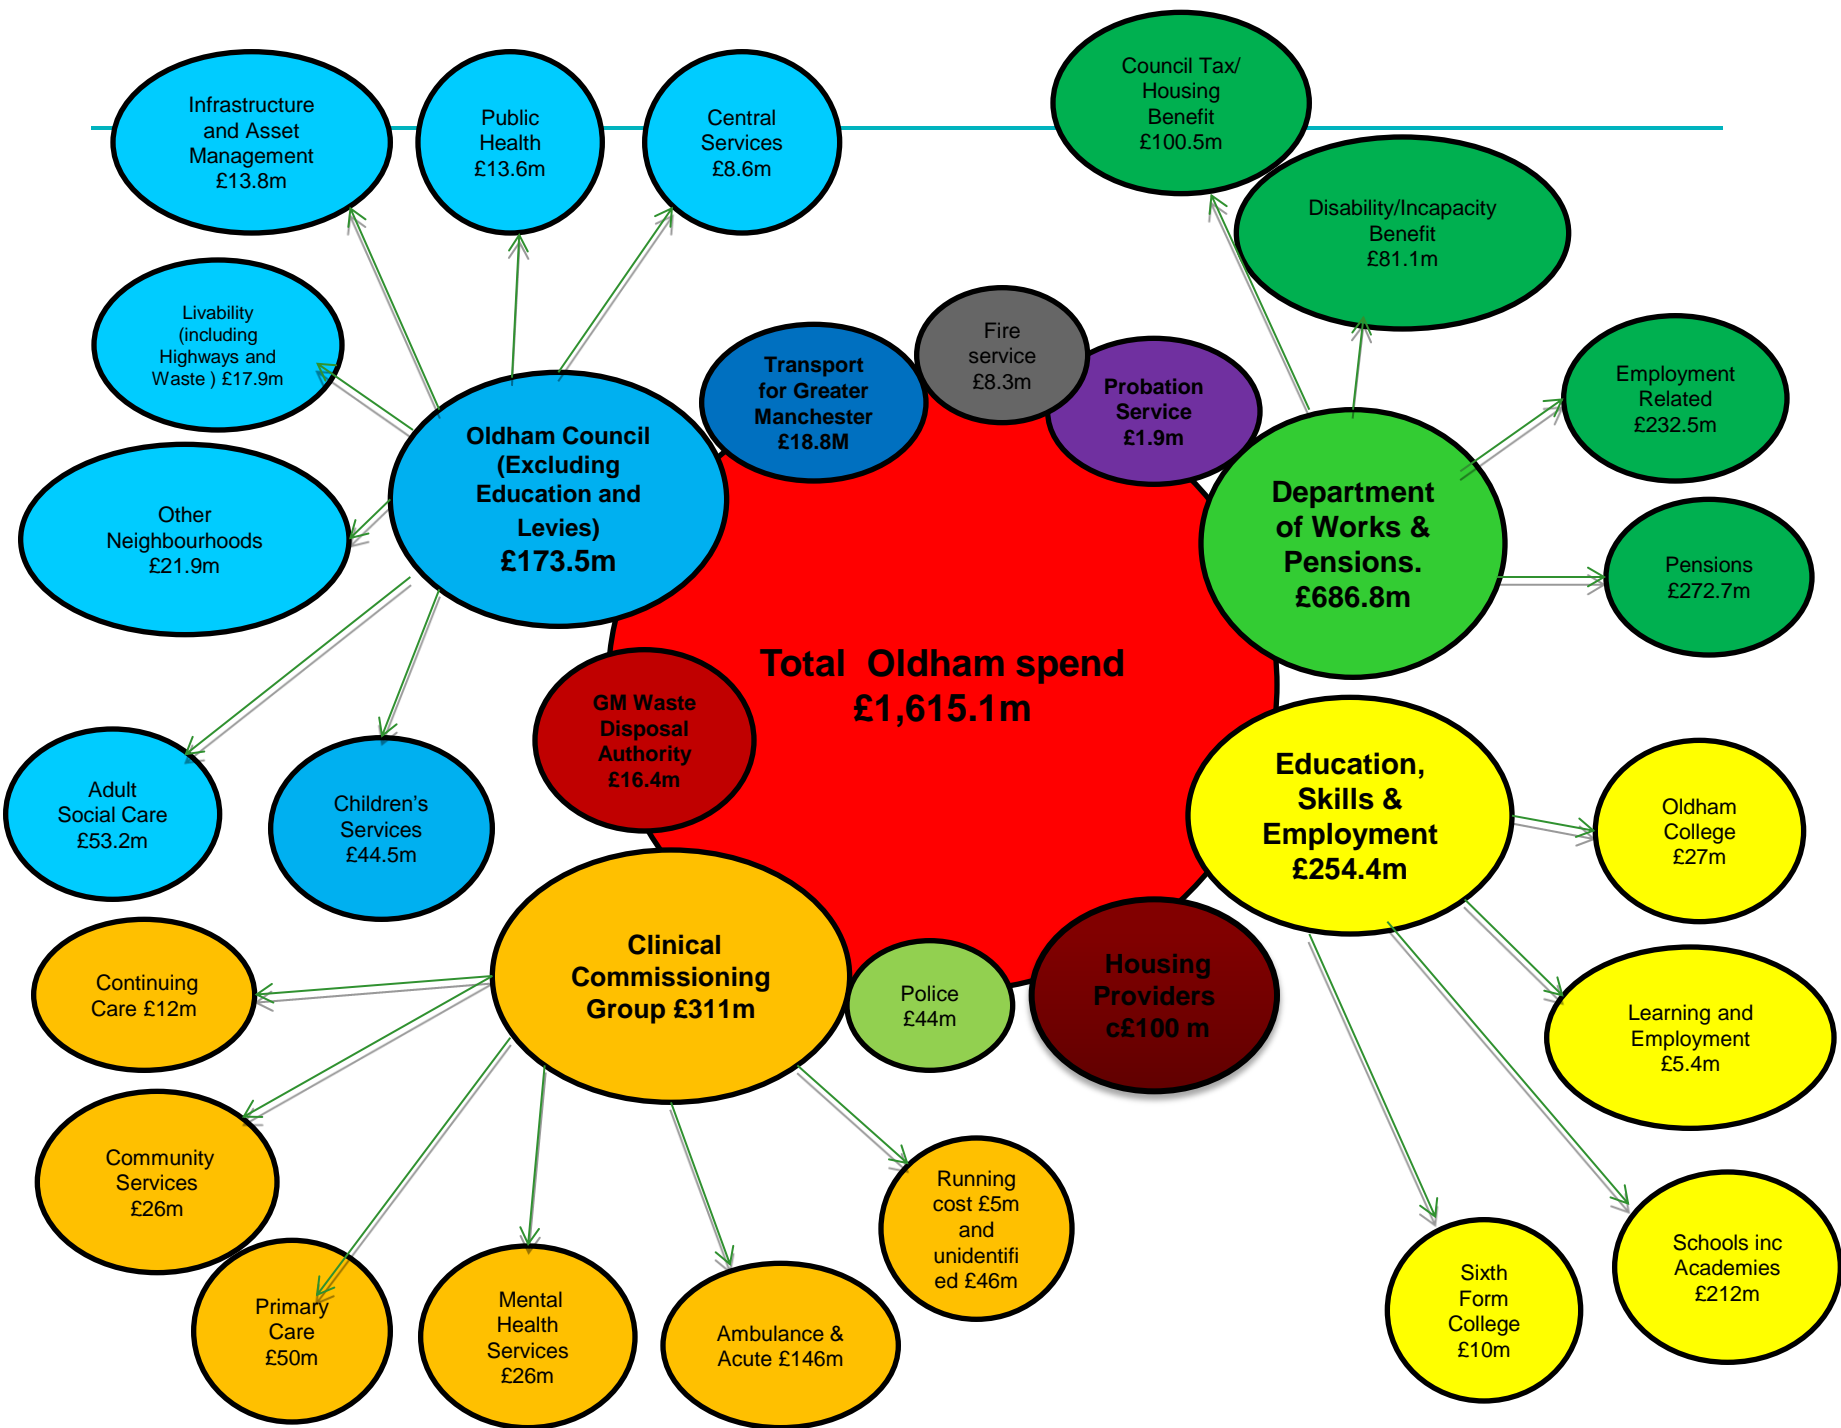 Infrastructure
and Asset
Management
£13.8m
Public
Health
£13.6m
Central
Services
£8.6m
Council Tax/
Housing
Benefit
£100.5m
Disability/Incapacity
Benefit
£81.1m
Livability
(including
Highways and
Waste ) £17.9m
Transport
for Greater
Manchester
£18.8M
Fire
service
£8.3m
Probation
Service
£1.9m
Employment
Related
£232.5m
Oldham Council
(Excluding
Education and
Levies)
£173.5m
Department
of Works &
Pensions.
£686.8m
Other
Neighbourhoods
£21.9m
Pensions
£272.7m
Total  Oldham spend
£1,615.1m
GM Waste
Disposal
Authority
£16.4m
Adult
Social Care
£53.2m
Children's
Services
£44.5m
Education,
Skills &
Employment
£254.4m
Oldham
College
£27m
Clinical
Commissioning
Group £311m
Police
£44m
Housing
Providers
c£100 m
Continuing
Care £12m
Learning and
Employment
£5.4m
Community
Services
£26m
Running
cost £5m
and
unidentifi
ed £46m
Primary
Care
£50m
Mental
Health
Services
£26m
Ambulance &
Acute £146m
Sixth
Form
College
£10m
Schools inc
Academies
£212m